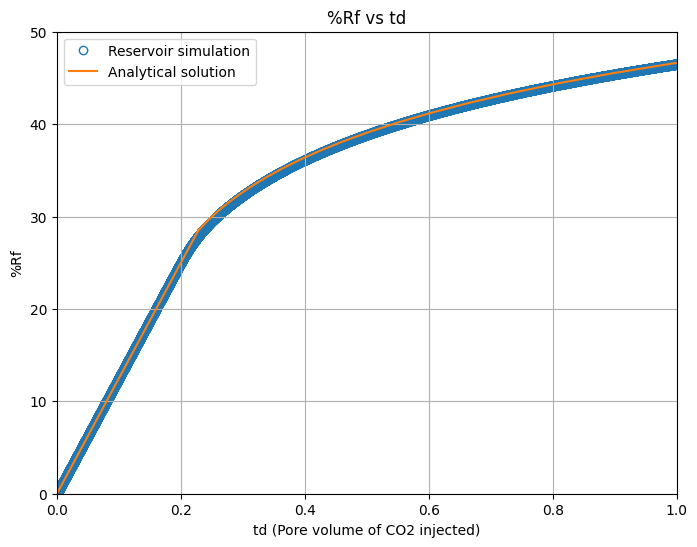 %Rf vs td
Reservoir simulation
Analytical solution
50
40
30
20
10
0
%Rf
0.0 0.2 0.4 0.6 0.8 1.0
td (Pore volume of CO2 injected)